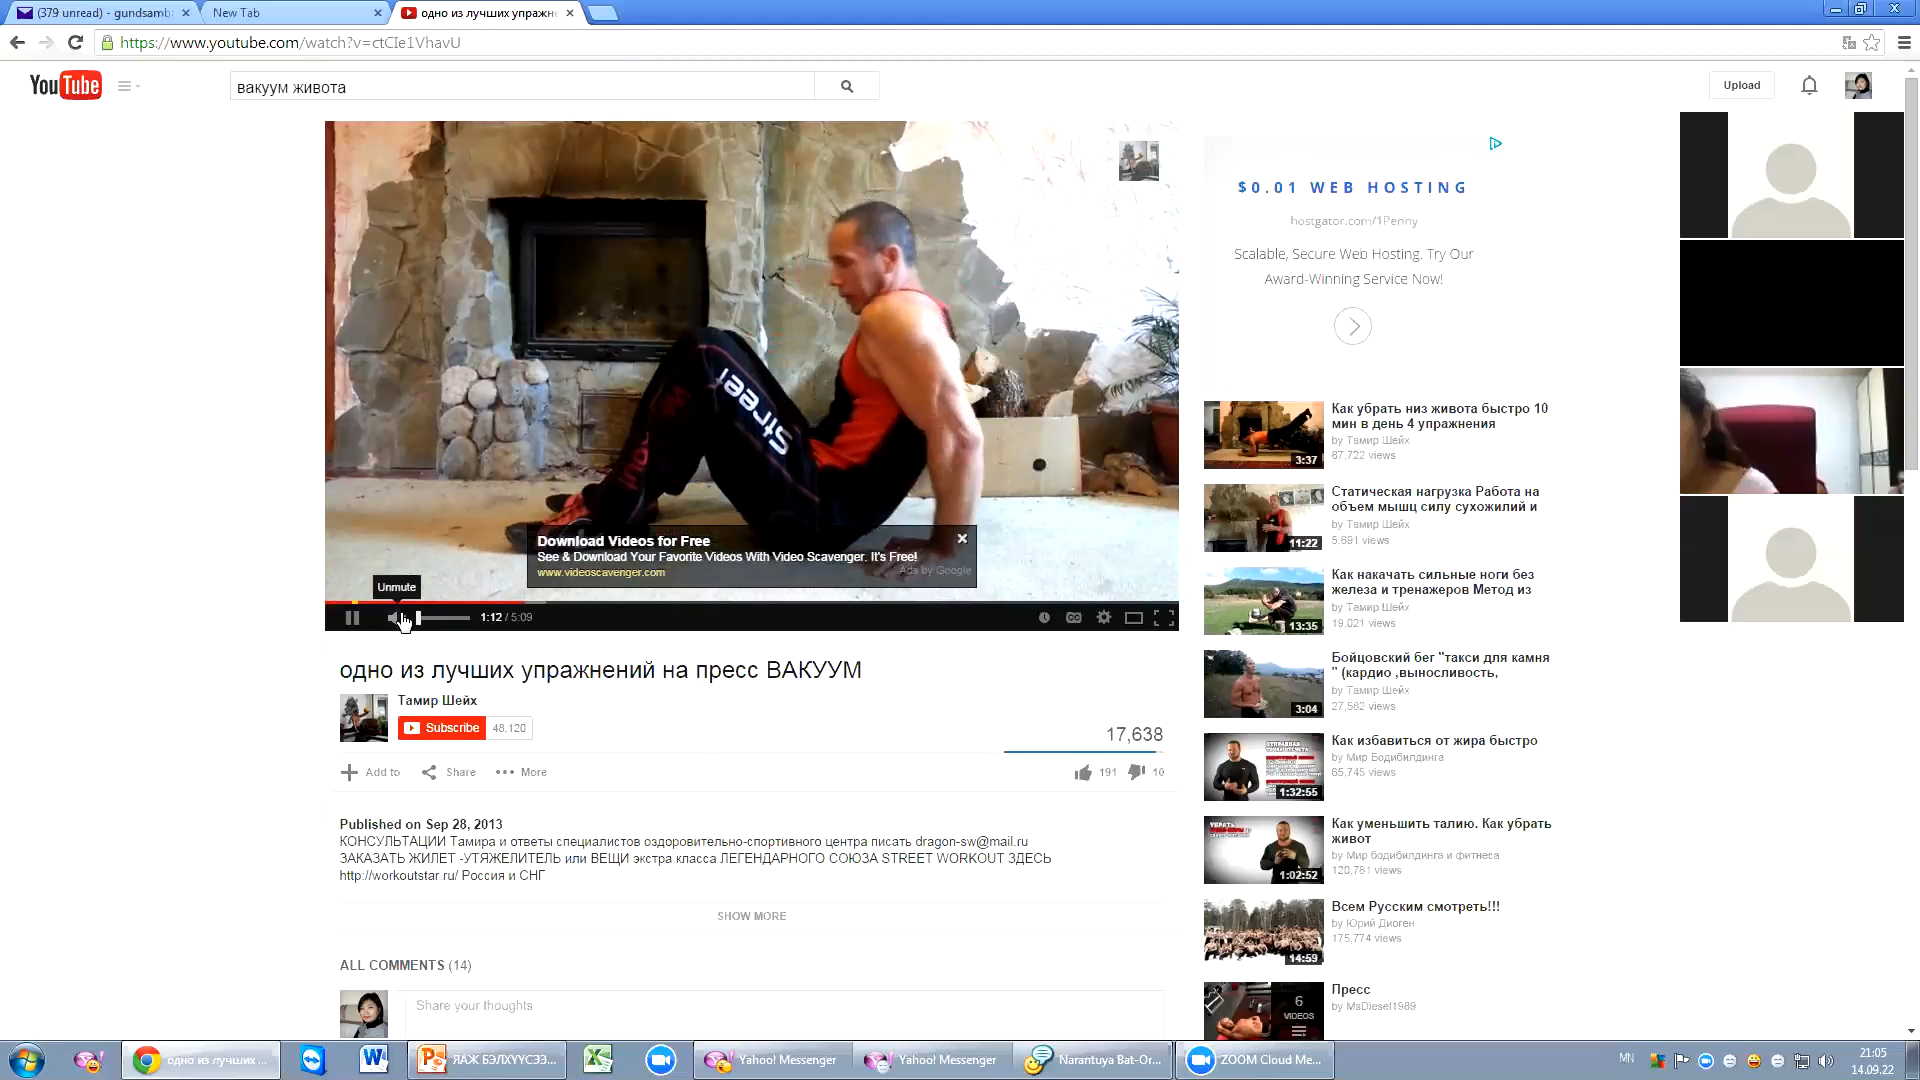 (379 unread) - gundsamb
New Tab
одно из лучших упражне
https://www.youtube.com/watch?v=ctCIe1VhavU
YouTube
вакуум живота
Upload
Street
Download Videos for Free
See & Download Your Favorite Videos With Video Scavenger. It's Free!
www.videoscavenger.com
Ads by Google
Unmute
1:12 / 5:09
одно из лучших упражнений на пресс ВАКУУМ
Тамир Шейх
Subscribe
48,120
17,638
Add to
Share
More
191
10
Published on Sep 28, 2013
КОНСУЛЬТАЦИИ Тамира и ответы специалистов оздоровительно-спортивного центра писать dragon-sw@mail.ru
ЗАКАЗАТЬ ЖИЛЕТ -УТЯЖЕЛИТЕЛЬ или ВЕЩИ экстра класса ЛЕГЕНДАРНОГО СОЮЗА STREET WORKOUT ЗДЕСЬ
http://workoutstar.ru/ Россия и СНГ
SHOW MORE
ALL COMMENTS (14)
Share your thoughts
$0.01 WEB HOSTING
hostgator.com/1Penny
Scalable, Secure Web Hosting. Try Our
Award-Winning Service Now!
3:37
Как убрать низ живота быстро 10
мин в день 4 упражнения
by Тамир Шейх
67,722 views
11:22
Статическая нагрузка Работа на
объем мышц силу сухожилий и
by Тамир Шейх
5,691 views
13:35
Как накачать сильные ноги без
железа и тренажеров Метод из
by Тамир Шейх
19,021 views
3:04
Бойцовский бег "такси для камня
" (кардио ,выносливость,
by Тамир Шейх
27,562 views
1:32:55
Как избавиться от жира быстро
by Мир Бодибилдинга
65,745 views
1:02:52
Как уменьшить талию. Как убрать
живот
by Мир бодибилдинга и фитнеса
120,761 views
14:59
Всем Русским смотреть!!!
by Юрий Диоген
175,774 views
6
VIDEOS
Пресс
by MsDiesel1989
одно из лучших ...
ЯАЖ БЭЛХҮҮСЭЭ...
Yahoo! Messenger
Yahoo! Messenger
Narantuya Bat-Or...
ZOOM Cloud Me...
MN
21:05
14.09.22